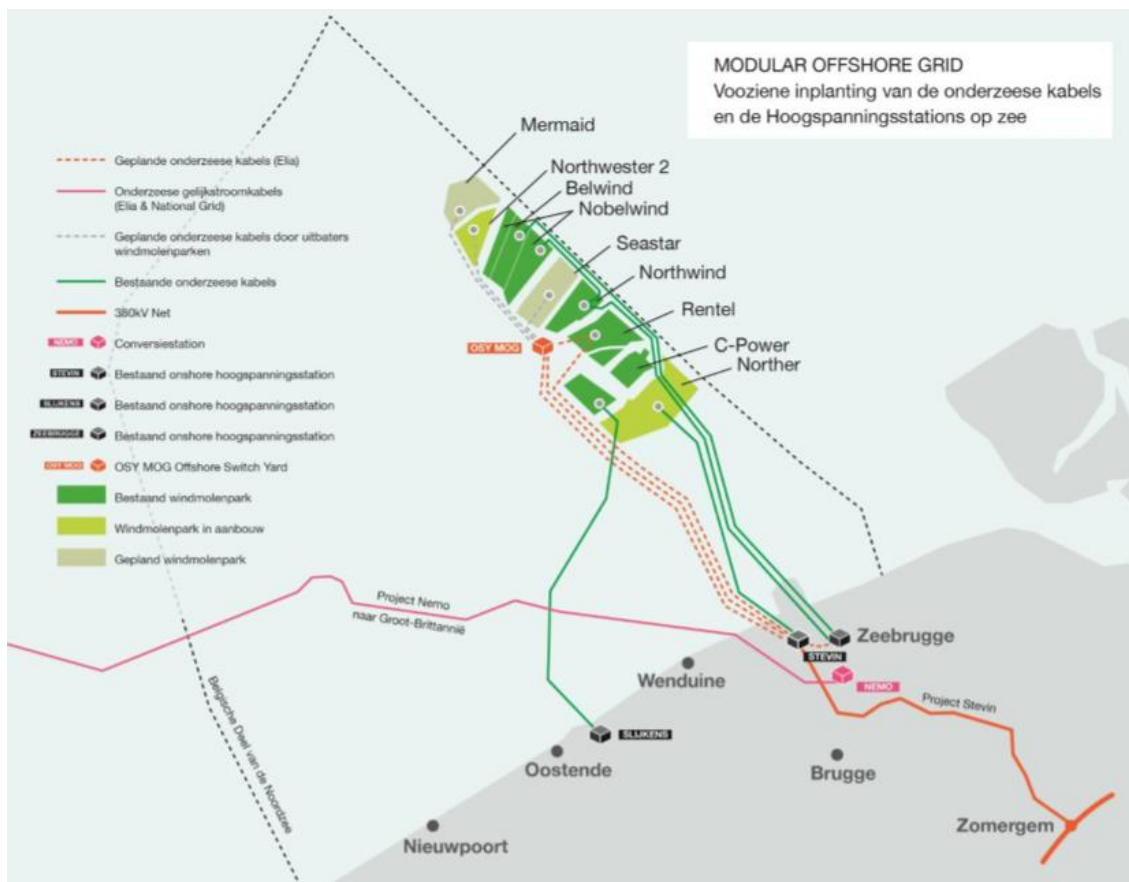 MODULAR OFFSHORE GRID
Vooziene inplanting van de onderzeese kabels
en de Hoogspanningsstations op zee
Geplande onderzeese kabels (Elia)
Onderzeese gelijkstroomkabels
(Elia & National Grid)
Geplande onderzeese kabels door uitbaters
windmolenparken
Bestaande onderzeese kabels
380kV Net
NEMO Conversiestation
STEVIN Bestaand onshore hoogspanningsstation
SLIJKENS Bestaand onshore hoogspanningsstation
ZEEBRUGGE Bestaand onshore hoogspanningsstation
OSY MOG OSY MOG Offshore Switch Yard
Bestaand windmolenpark
Windmolenpark in aanbouw
Gepland windmolenpark
Mermaid
Northwester 2
Belwind
Nobelwind
Seastar
Northwind
Rentel
C-Power
Norther
OSY MOG
Project Nemo
naar Groot-Brittannië
Belgische Deel van de Noordzee
Zeebrugge
STEVIN
NEMO
Wenduine
Project Stevin
SLIJKENS
Oostende
Brugge
Nieuwpoort
Zomergem